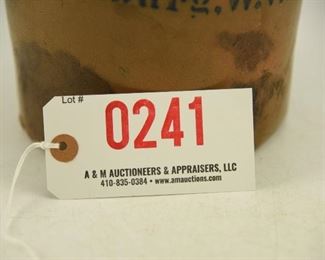 Lot #
0241
A & M AUCTIONEERS & APPRAISERS, LLC
410-835-0384 • www.amauctions.com